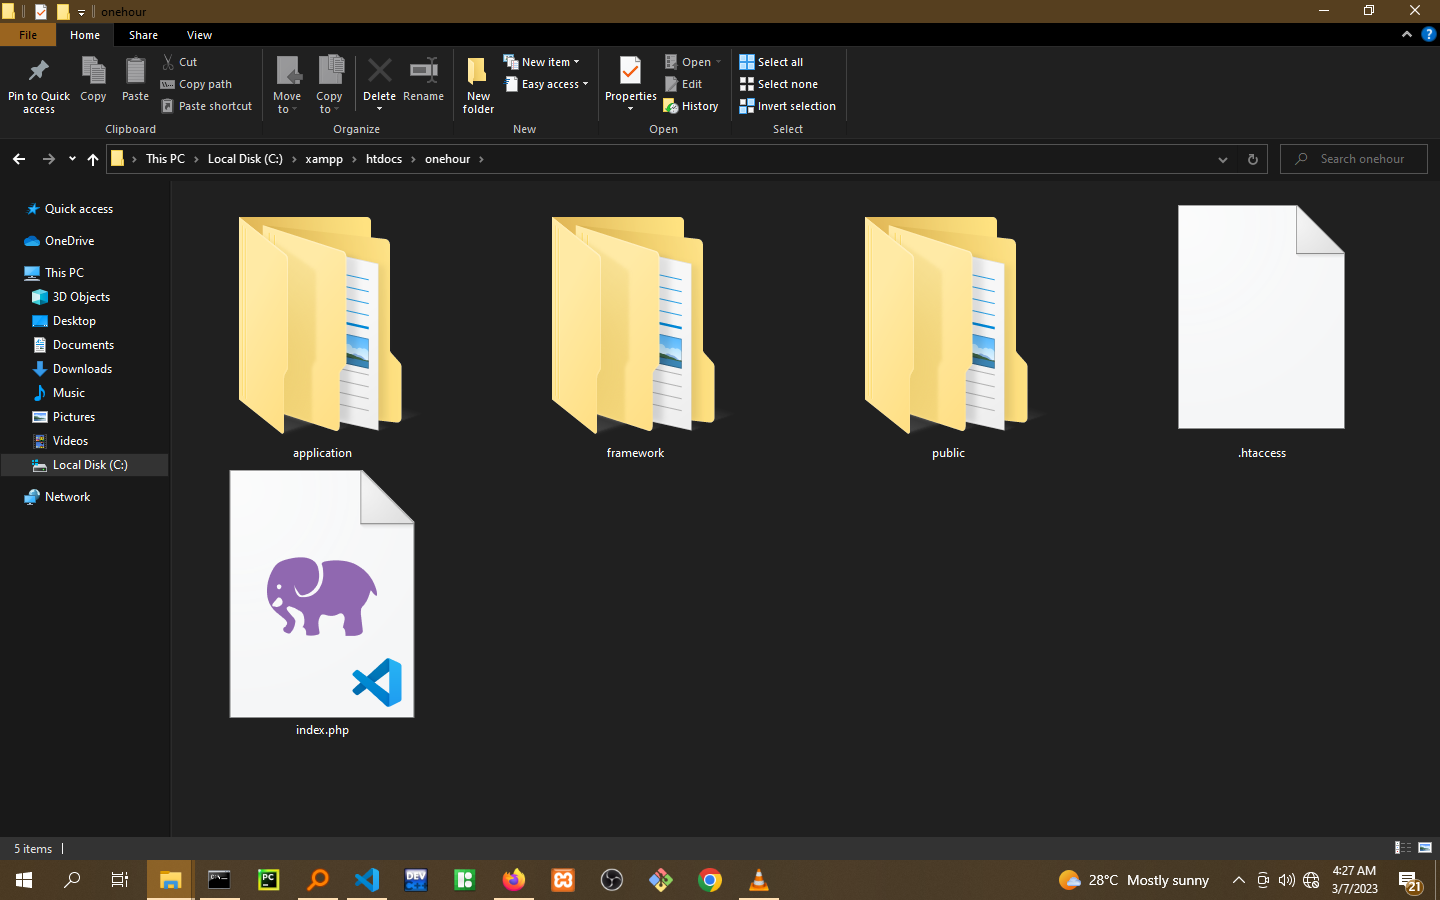 onehour
File Home Share View
Pin to Quick access
Copy
Paste
Cut
Copy path
Paste shortcut
Clipboard
Move to
Copy to
Delete
Rename
Organize
New folder
New item
Easy access
New
Properties
Open
Edit
History
Open
Select all
Select none
Invert selection
Select
This PC > Local Disk (C:) > xampp > htdocs > onehour >
Search onehour
Quick access
OneDrive
This PC
3D Objects
Desktop
Documents
Downloads
Music
Pictures
Videos
Local Disk (C:)
Network
application
framework
public
.htaccess
index.php
5 items
PC
DEV
28°C Mostly sunny
4:27 AM
3/7/2023
21